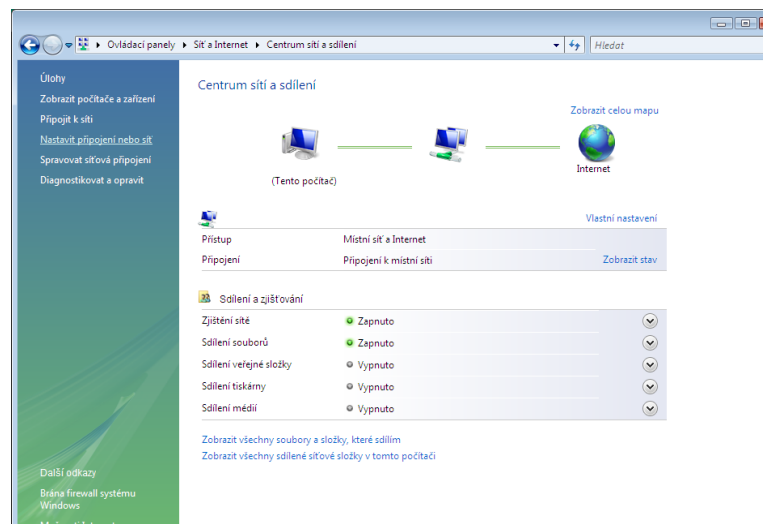 Ovládací panely ▸ Síť a Internet ▸ Centrum sítí a sdílení
Hledat
Úlohy
Zobrazit počítače a zařízení
Připojit k síti
Nastavit připojení nebo síť
Spravovat síťová připojení
Diagnostikovat a opravit
Další odkazy
Brána firewall systému
Windows
Centrum sítí a sdílení
Zobrazit celou mapu
(Tento počítač)
Internet
Vlastní nastavení
Přístup Místní síť a Internet
Připojení Připojení k místní síti Zobrazit stav
Sdílení a zjišťování
Zjištění sítě Zapnuto
Sdílení souborů Zapnuto
Sdílení veřejné složky Vypnuto
Sdílení tiskárny Vypnuto
Sdílení médií Vypnuto
Zobrazit všechny soubory a složky, které sdílím
Zobrazit všechny sdílené síťové složky v tomto počítači